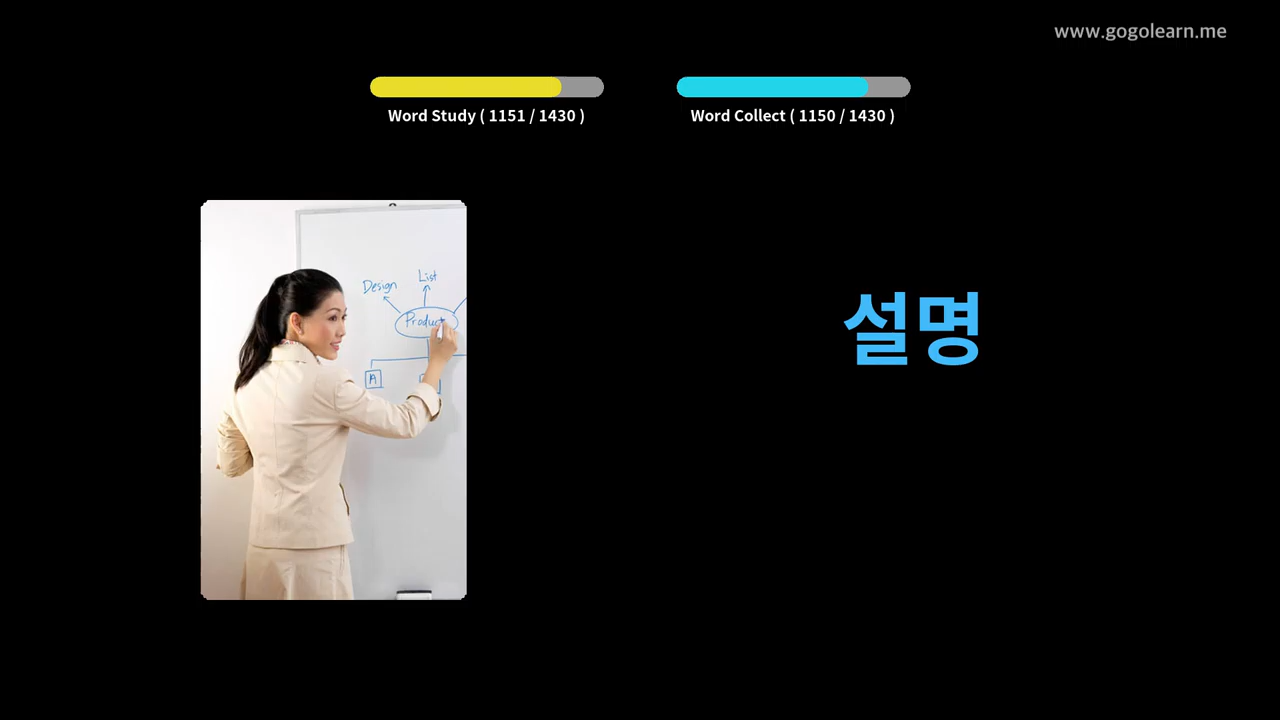 www.gogolearn.me
Word Study ( 1151 / 1430 )
Word Collect ( 1150 / 1430 )
List
Design
Product
A
설명